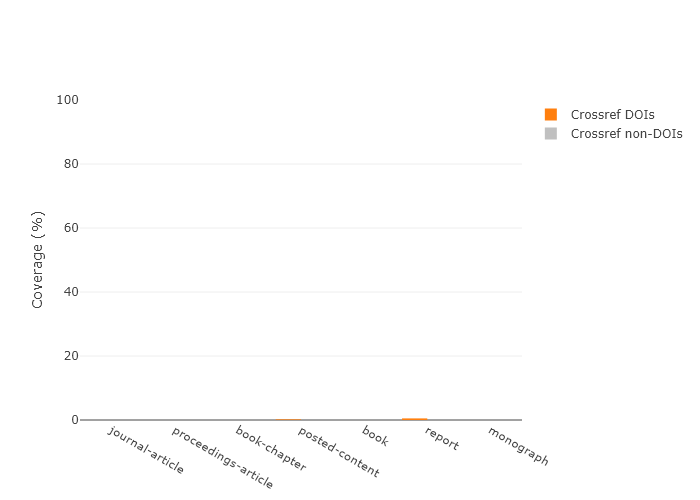 100
80
60
40
20
0
Coverage (%)
journal-article
proceedings-article
book-chapter
posted-content
book
report
monograph
Crossref DOIs
Crossref non-DOIs